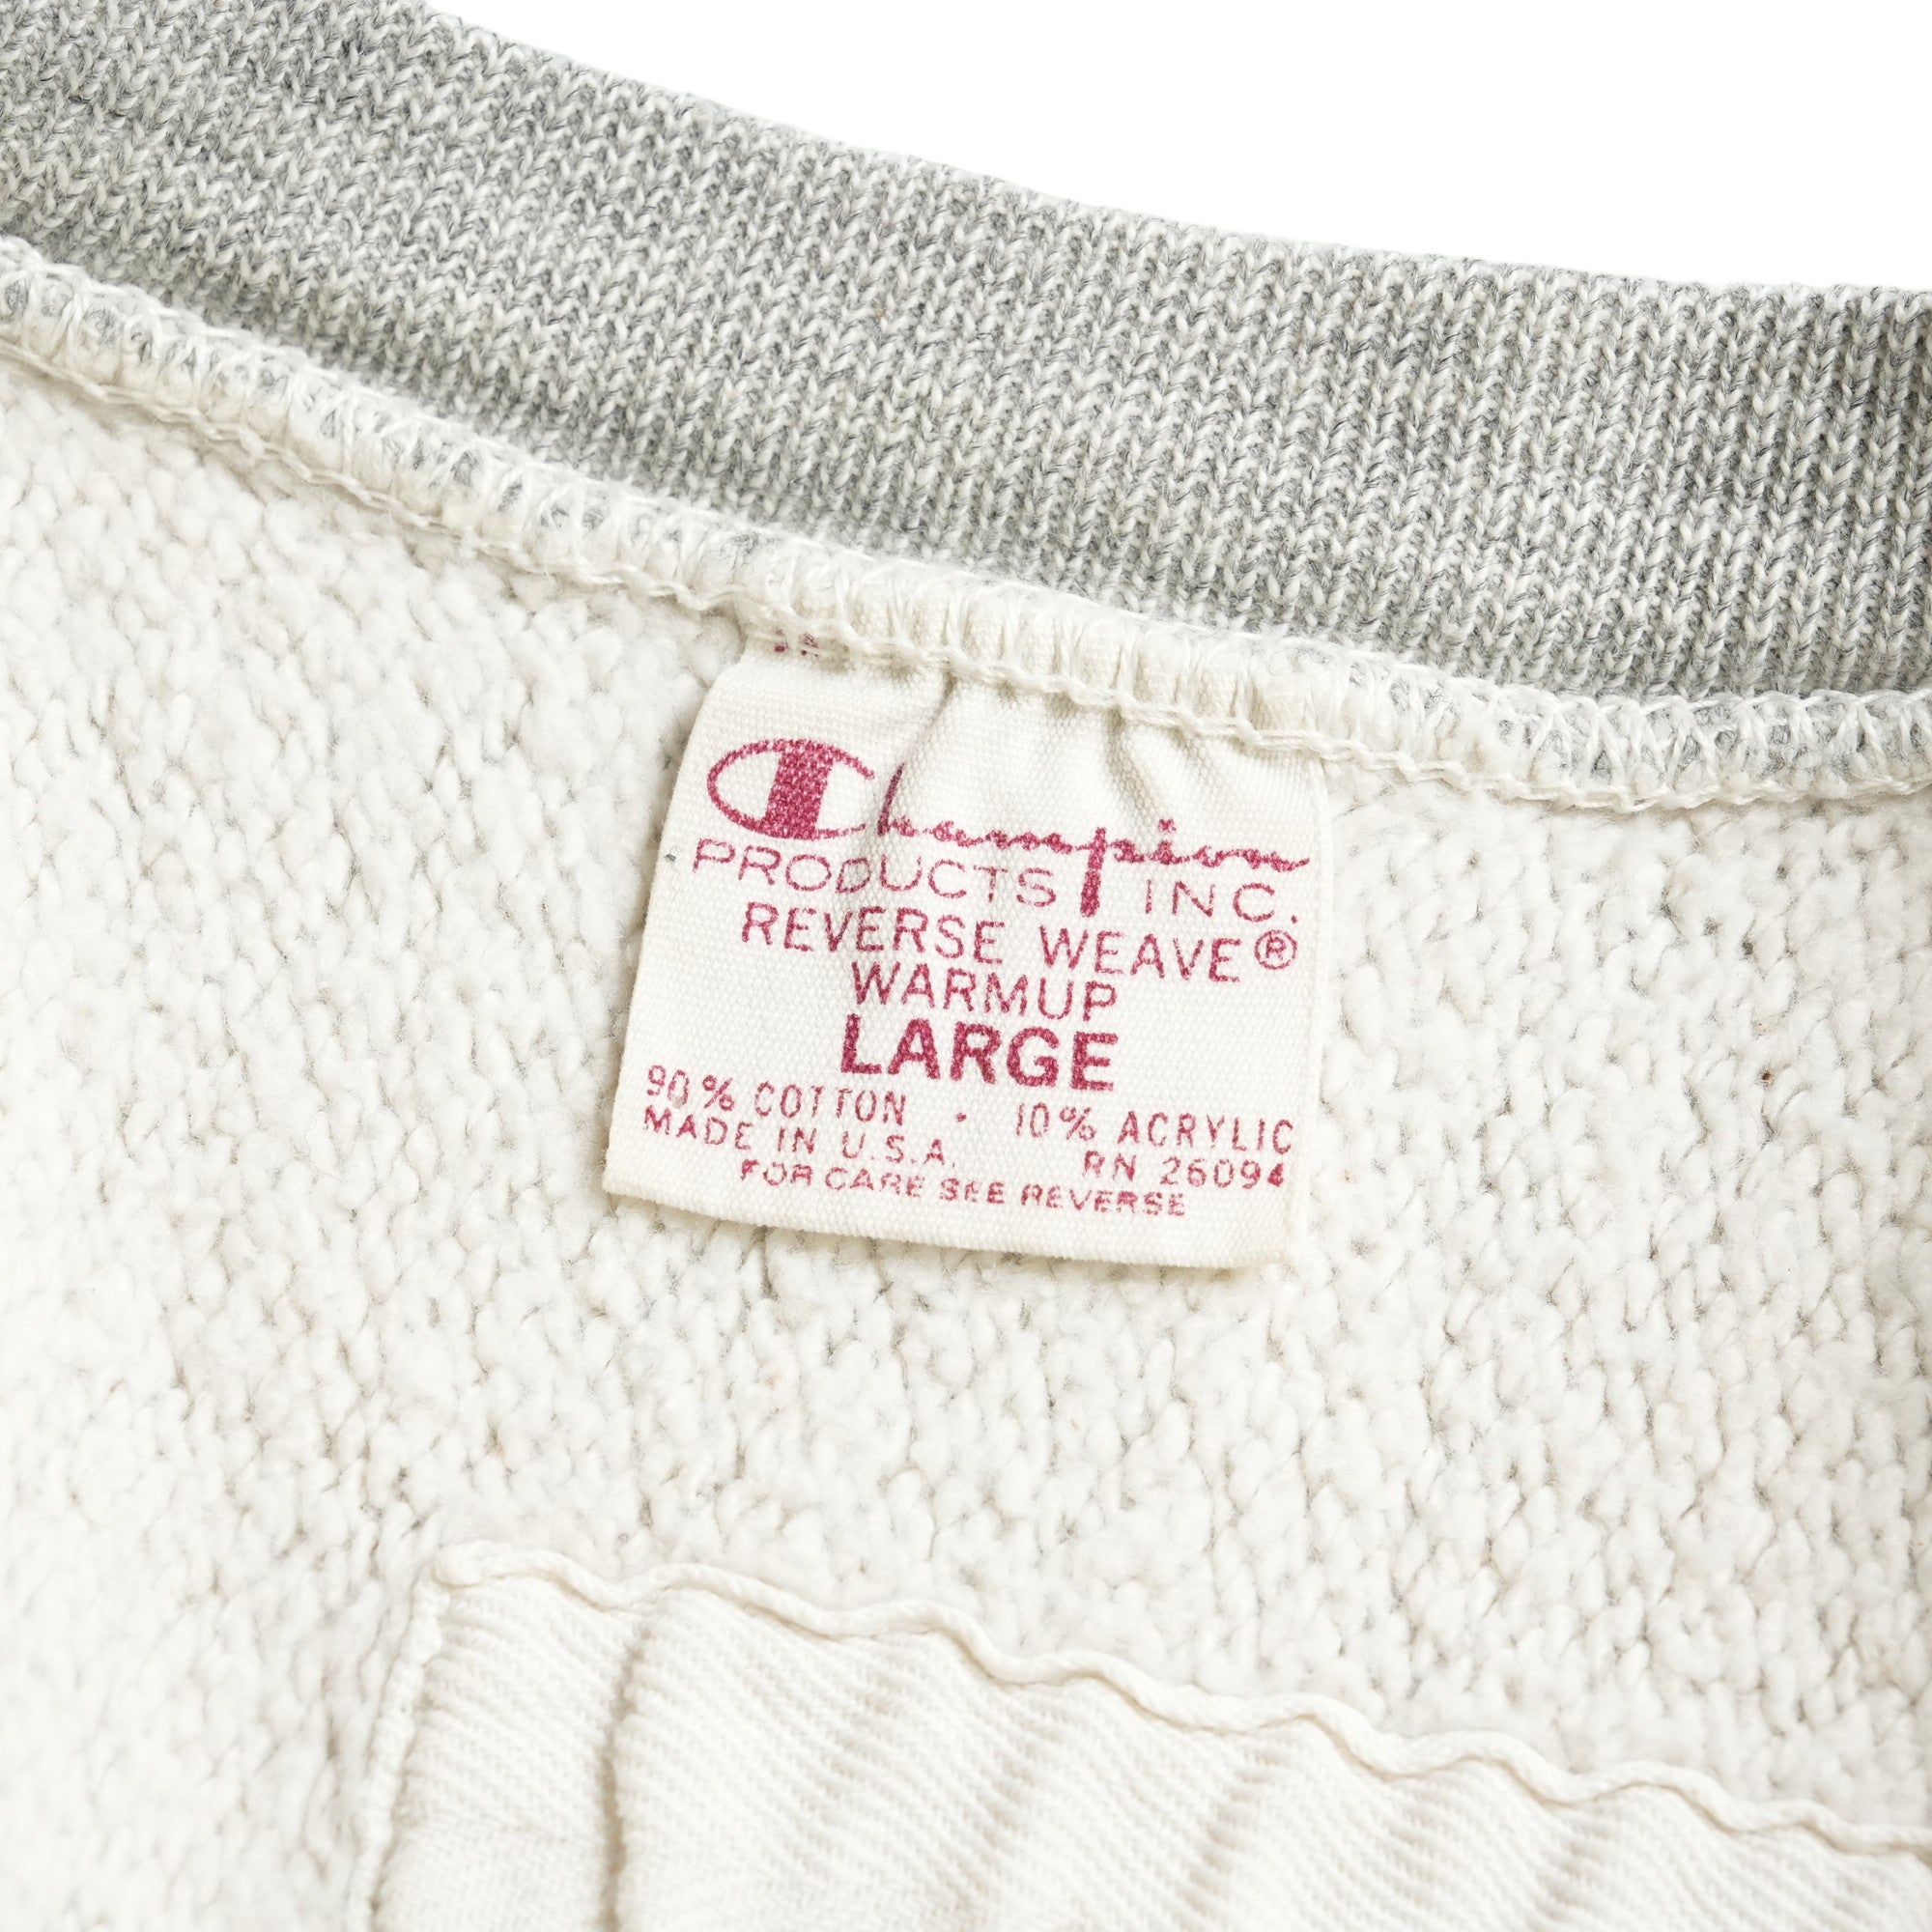 Champion
PRODUCTS INC.
REVERSE WEAVE®
WARMUP
LARGE
90% COTTON · 10% ACRYLIC
MADE IN U.S.A. RN 26094
FOR CARE SEE REVERSE